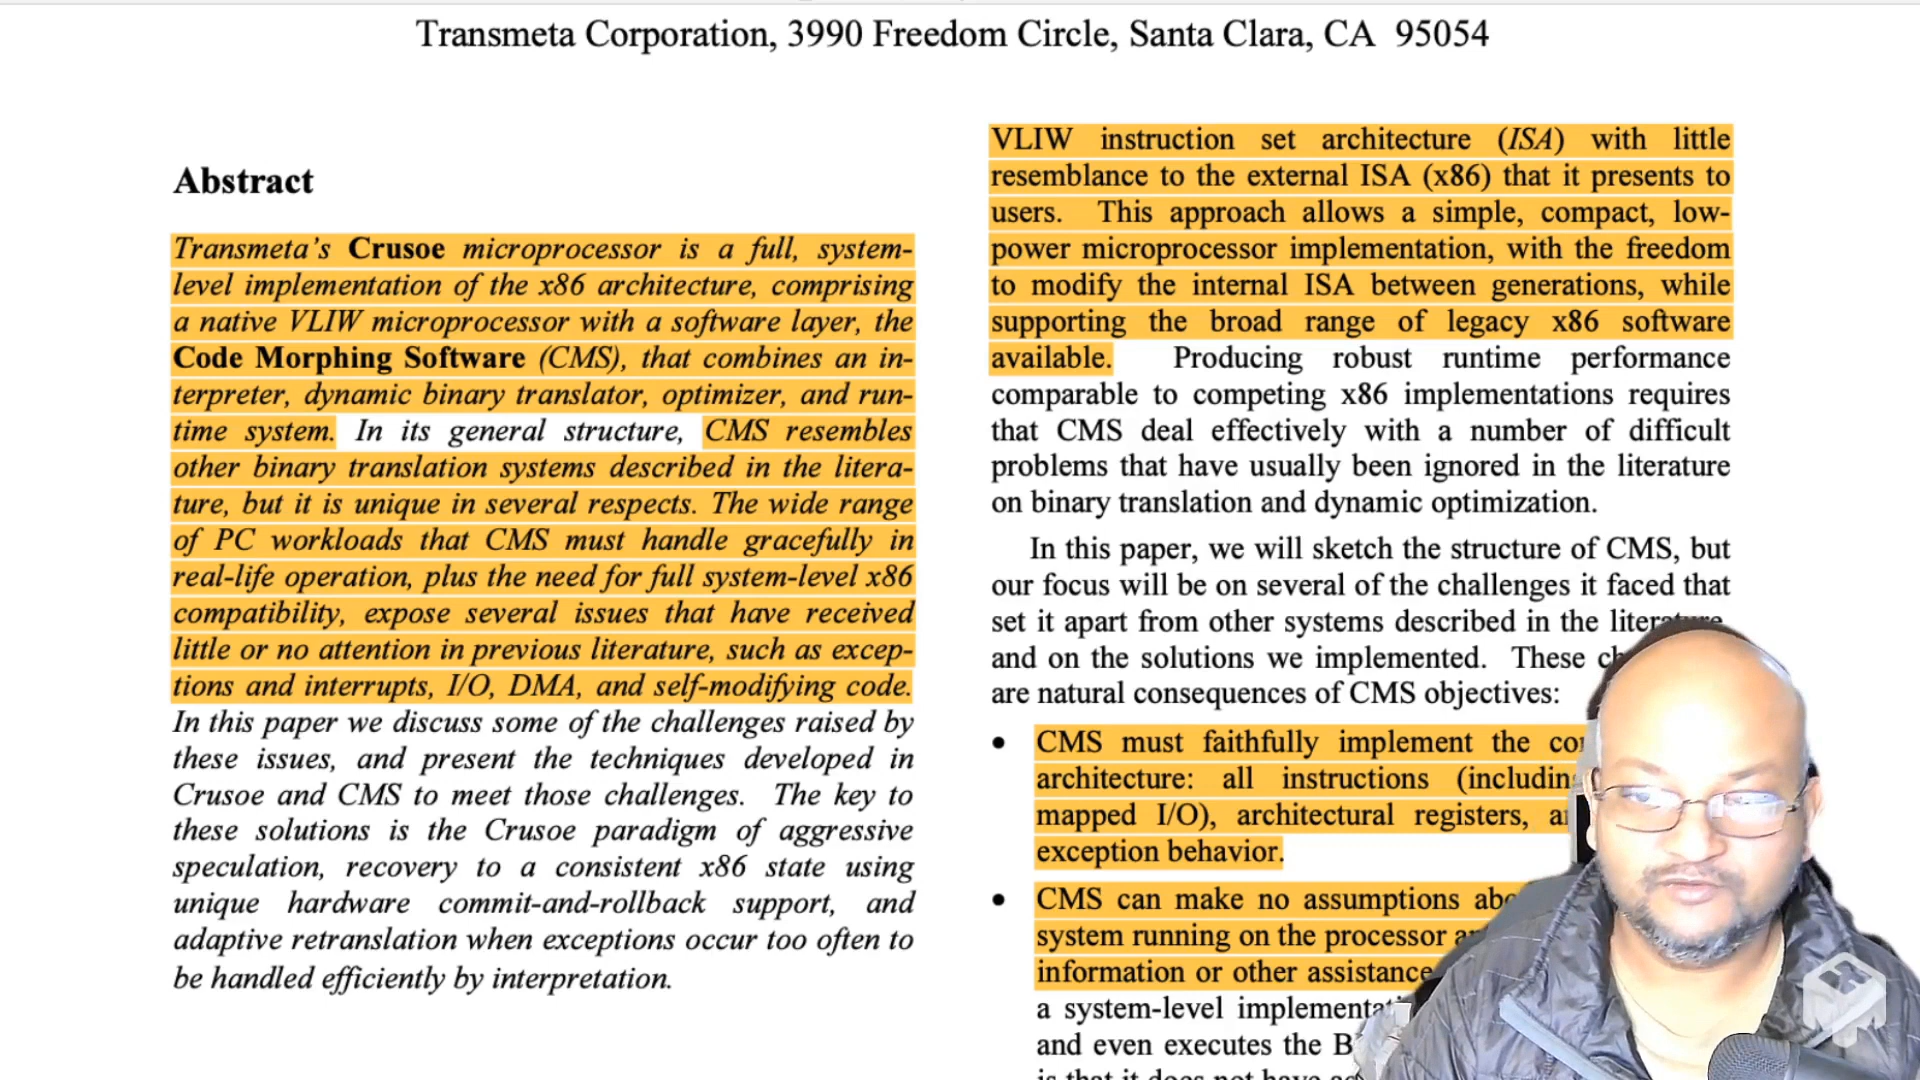 Transmeta Corporation, 3990 Freedom Circle, Santa Clara, CA 95054
Abstract
Transmeta's Crusoe microprocessor is a full, system-
level implementation of the x86 architecture, comprising
a native VLIW microprocessor with a software layer, the
Code Morphing Software (CMS), that combines an in-
terpreter, dynamic binary translator, optimizer, and run-
time system. In its general structure, CMS resembles
other binary translation systems described in the litera-
ture, but it is unique in several respects. The wide range
of PC workloads that CMS must handle gracefully in
real-life operation, plus the need for full system-level x86
compatibility, expose several issues that have received
little or no attention in previous literature, such as excep-
tions and interrupts, I/O, DMA, and self-modifying code.
In this paper we discuss some of the challenges raised by
these issues, and present the techniques developed in
Crusoe and CMS to meet those challenges. The key to
these solutions is the Crusoe paradigm of aggressive
speculation, recovery to a consistent x86 state using
unique hardware commit-and-rollback support, and
adaptive retranslation when exceptions occur too often to
be handled efficiently by interpretation.
VLIW instruction set architecture (ISA) with little
resemblance to the external ISA (x86) that it presents to
users. This approach allows a simple, compact, low-
power microprocessor implementation, with the freedom
to modify the internal ISA between generations, while
supporting the broad range of legacy x86 software
available. Producing robust runtime performance
comparable to competing x86 implementations requires
that CMS deal effectively with a number of difficult
problems that have usually been ignored in the literature
on binary translation and dynamic optimization.
In this paper, we will sketch the structure of CMS, but
our focus will be on several of the challenges it faced that
set it apart from other systems described in the literature,
and on the solutions we implemented. These
are natural consequences of CMS objectives:
• CMS must faithfully implement the
architecture: all instructions
mapped I/O), architectural registers,
exception behavior.
• CMS can make no assumptions
system running on the processor
information or other assistance
a system-level
and even executes the
is that it does not have